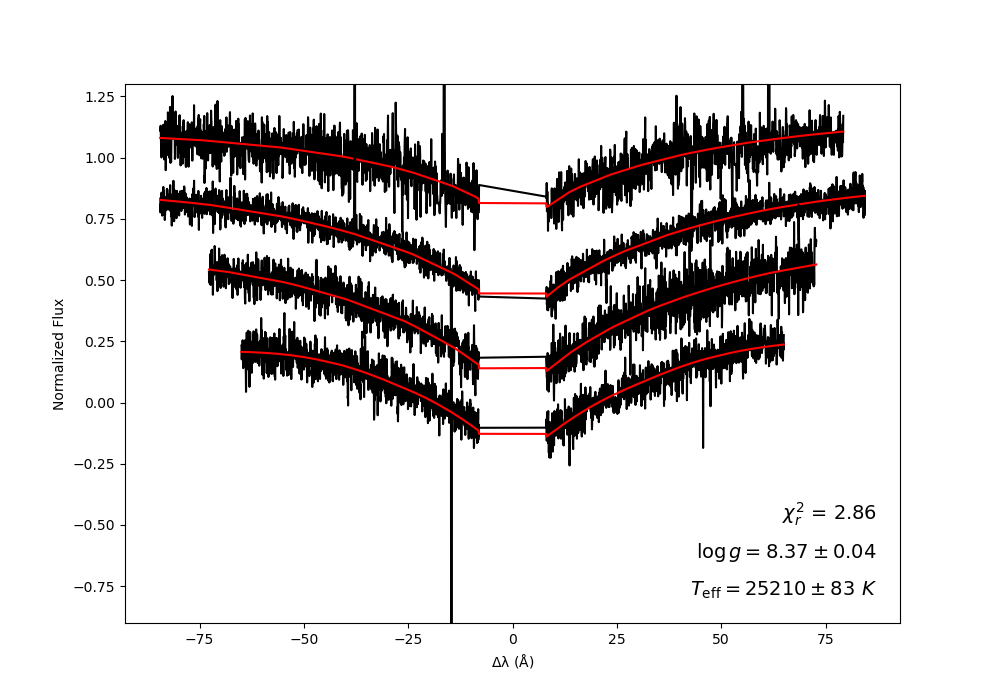 1.25
1.00
0.75
0.50
0.25
0.00
−0.25
−0.50
−0.75
Normalized Flux
χ²ᵣ = 2.86
log g = 8.37 ± 0.04
T_eff = 25210 ± 83 K
−75 −50 −25 0 25 50 75
Δλ (Å)